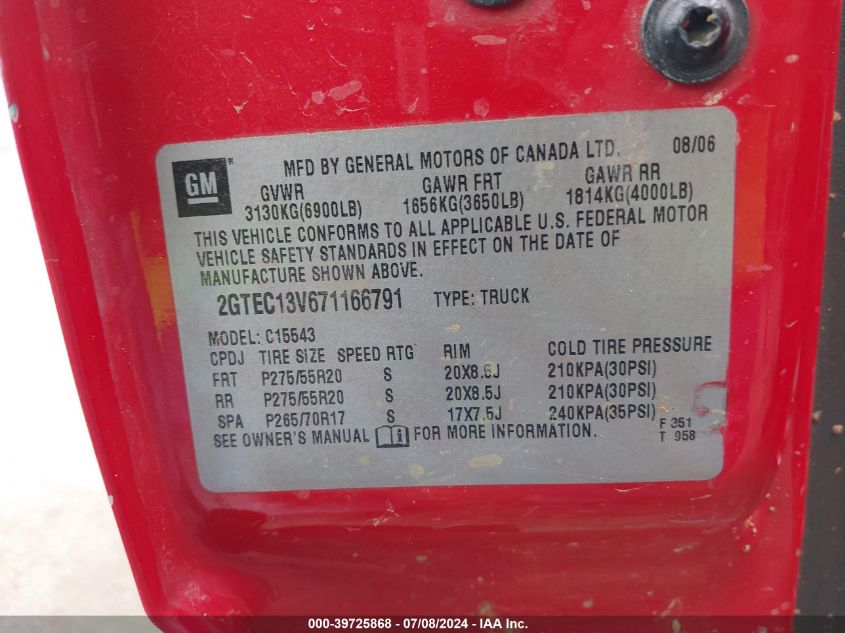 GM® MFD BY GENERAL MOTORS OF CANADA LTD. 08/06
GVWR GAWR FRT GAWR RR
3130KG(6900LB) 1656KG(3650LB) 1814KG(4000LB)
THIS VEHICLE CONFORMS TO ALL APPLICABLE U.S. FEDERAL MOTOR
VEHICLE SAFETY STANDARDS IN EFFECT ON THE DATE OF
MANUFACTURE SHOWN ABOVE.
2GTEC13V671166791 TYPE: TRUCK
MODEL: C15543
CPDJ TIRE SIZE SPEED RTG RIM COLD TIRE PRESSURE
FRT P275/55R20 S 20X8.5J 210KPA(30PSI)
RR P275/55R20 S 20X8.5J 210KPA(30PSI)
SPA P265/70R17 S 17X7.5J 240KPA(35PSI)
SEE OWNER'S MANUAL i FOR MORE INFORMATION. F 351
T 958
000-39725868 - 07/08/2024 - IAA Inc.